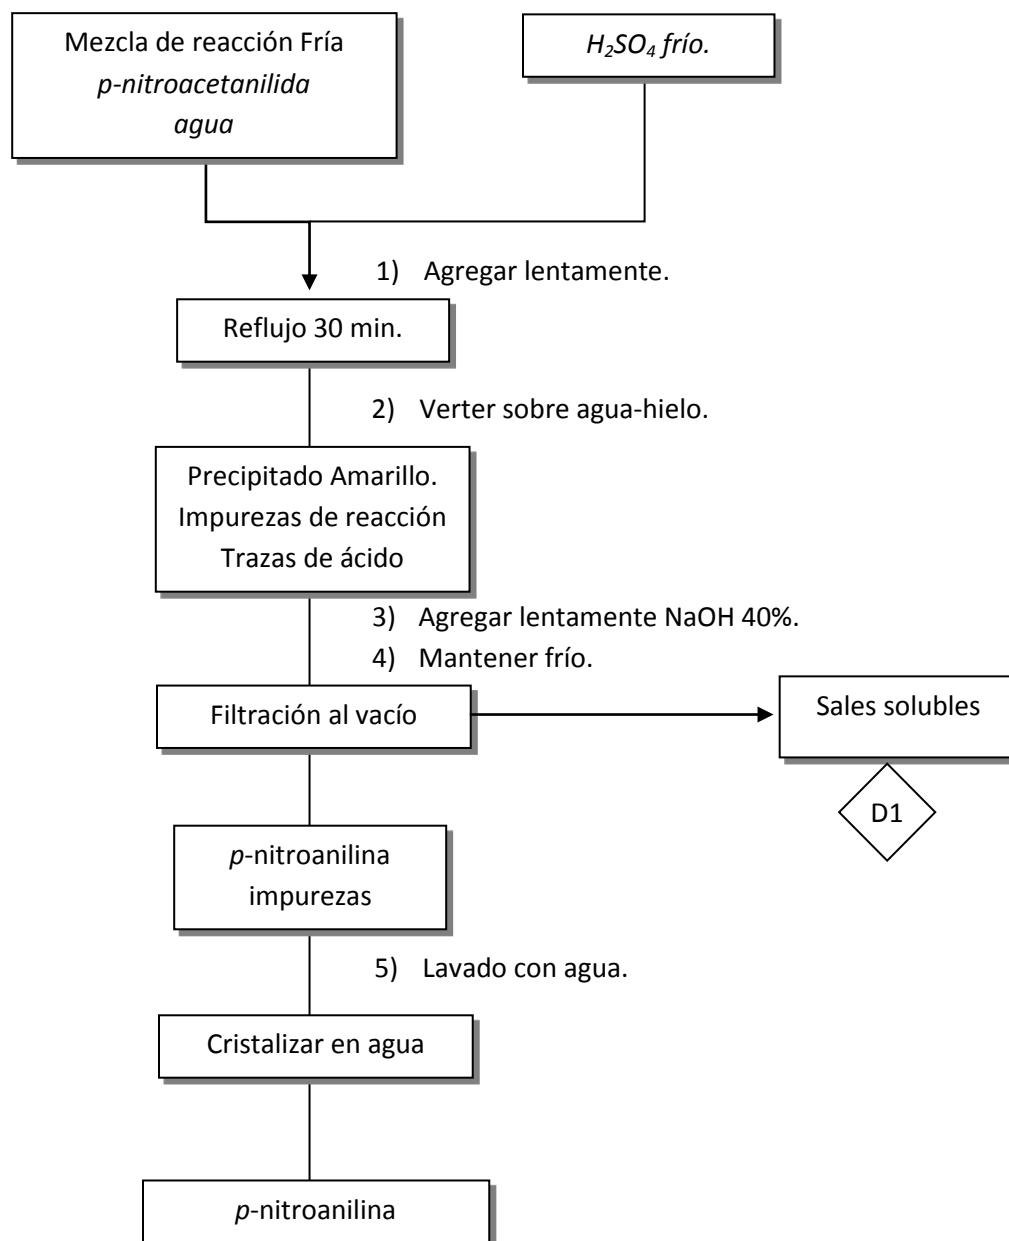 Mezcla de reacción Fría
p-nitroacetanilida
agua
H₂SO₄ frío.
1) Agregar lentamente.
Reflujo 30 min.
2) Verter sobre agua-hielo.
Precipitado Amarillo.
Impurezas de reacción
Trazas de ácido
3) Agregar lentamente NaOH 40%.
4) Mantener frío.
Filtración al vacío
Sales solubles
D1
p-nitroanilina
impurezas
5) Lavado con agua.
Cristalizar en agua
p-nitroanilina